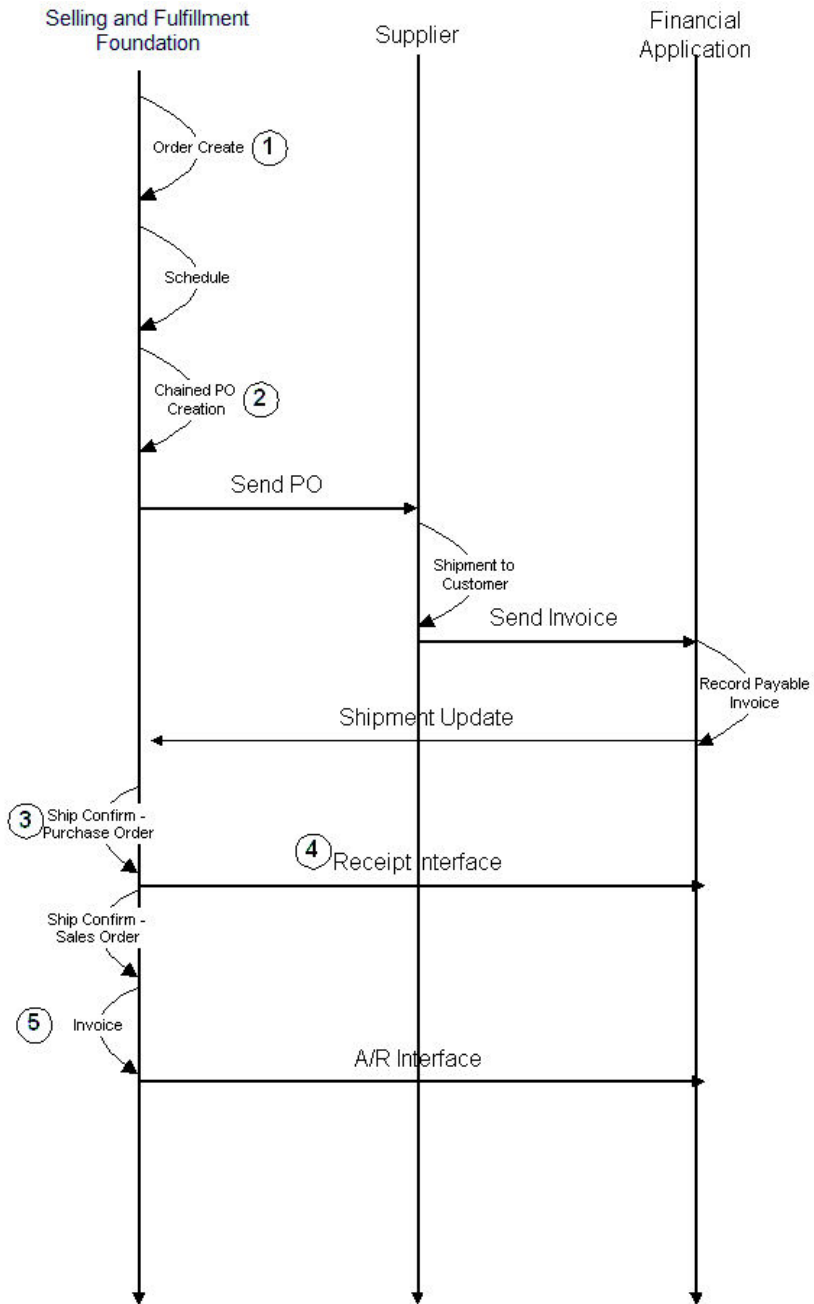 Selling and Fulfillment
Foundation
Supplier
Financial
Application
Order Create
1
Schedule
Chained PO
Creation
2
Send PO
Shipment to
Customer
Send Invoice
Record Payable
Invoice
Shipment Update
3
Ship Confirm -
Purchase Order
4
Receipt Interface
Ship Confirm -
Sales Order
5
Invoice
A/R Interface